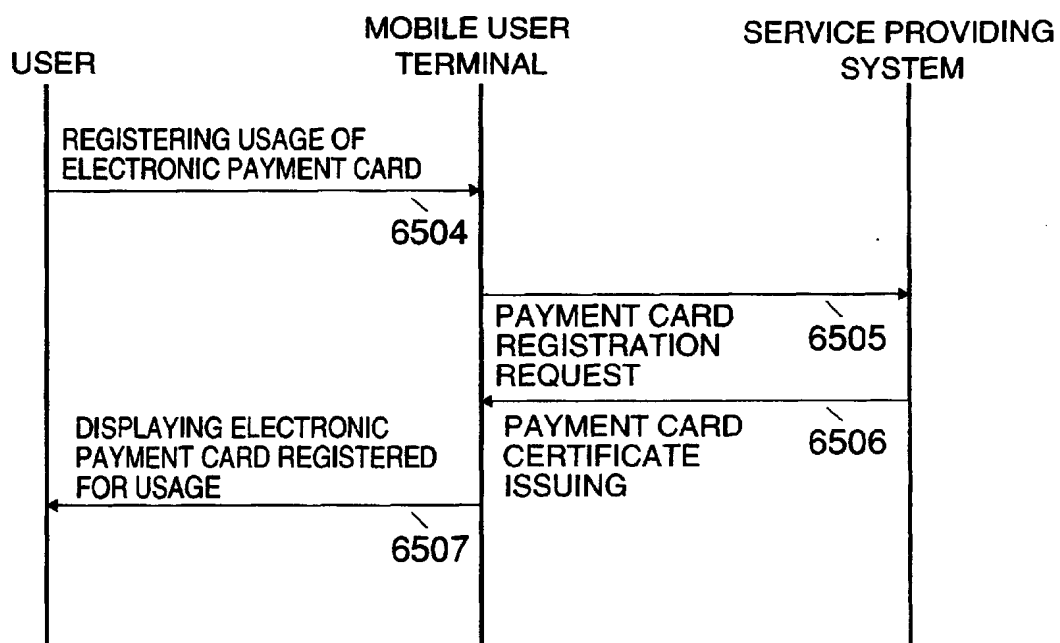 USER
MOBILE USER
TERMINAL
SERVICE PROVIDING
SYSTEM
REGISTERING USAGE OF
ELECTRONIC PAYMENT CARD
6504
PAYMENT CARD
REGISTRATION
REQUEST
6505
DISPLAYING ELECTRONIC
PAYMENT CARD REGISTERED
FOR USAGE
PAYMENT CARD
CERTIFICATE
ISSUING
6506
6507